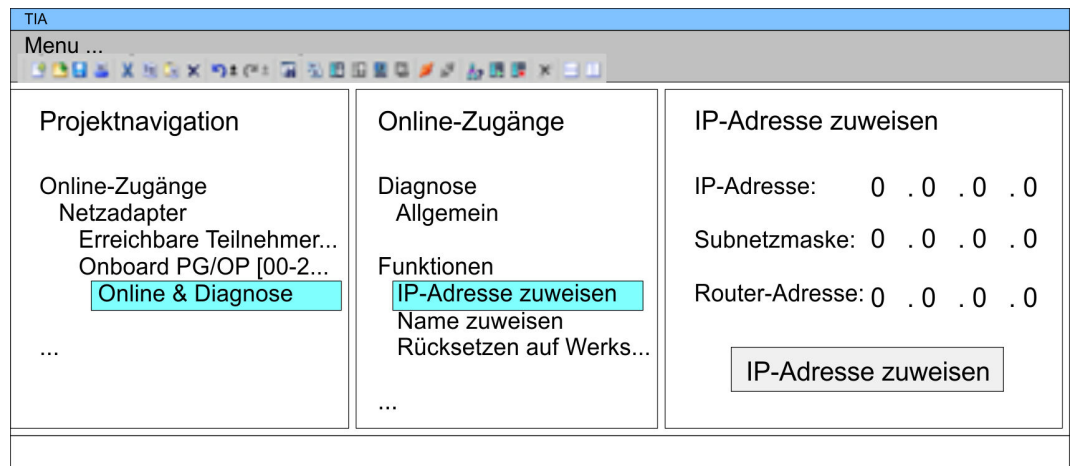 TIA
Menu ...
Projektnavigation
Online-Zugänge
Netzadapter
Erreichbare Teilnehmer...
Onboard PG/OP [00-2...
Online & Diagnose
...
Online-Zugänge
Diagnose
Allgemein
Funktionen
IP-Adresse zuweisen
Name zuweisen
Rücksetzen auf Werks...
...
IP-Adresse zuweisen
IP-Adresse: 0 . 0 . 0 . 0
Subnetzmaske: 0 . 0 . 0 . 0
Router-Adresse: 0 . 0 . 0 . 0
IP-Adresse zuweisen